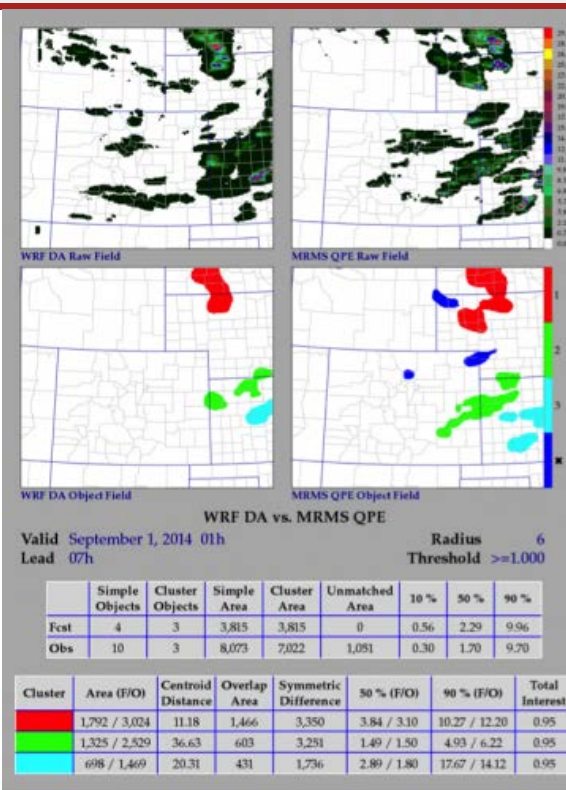 WRF DA Raw Field
MRMS QPE Raw Field
1
2
3
WRF DA Object Field
MRMS QPE Object Field
WRF DA vs. MRMS QPE
Valid September 1, 2014 01h Radius 6
Lead 07h Threshold >=1.000
Simple Objects Cluster Objects Simple Area Cluster Area Unmatched Area 10 % 50 % 90 %
Fcst 4 3 3,815 3,815 0 0.56 2.29 9.96
Obs 10 3 8,073 7,022 1,051 0.30 1.70 9.70
Cluster Area (F/O) Centroid Distance Overlap Area Symmetric Difference 50 % (F/O) 90 % (F/O) Total Interest
1,792 / 3,024 11.18 1,466 3,350 3.84 / 3.10 10.27 / 12.20 0.95
1,325 / 2,529 36.63 603 3,251 1.49 / 1.50 4.93 / 6.22 0.95
698 / 1,469 20.31 431 1,736 2.89 / 1.80 17.67 / 14.12 0.95